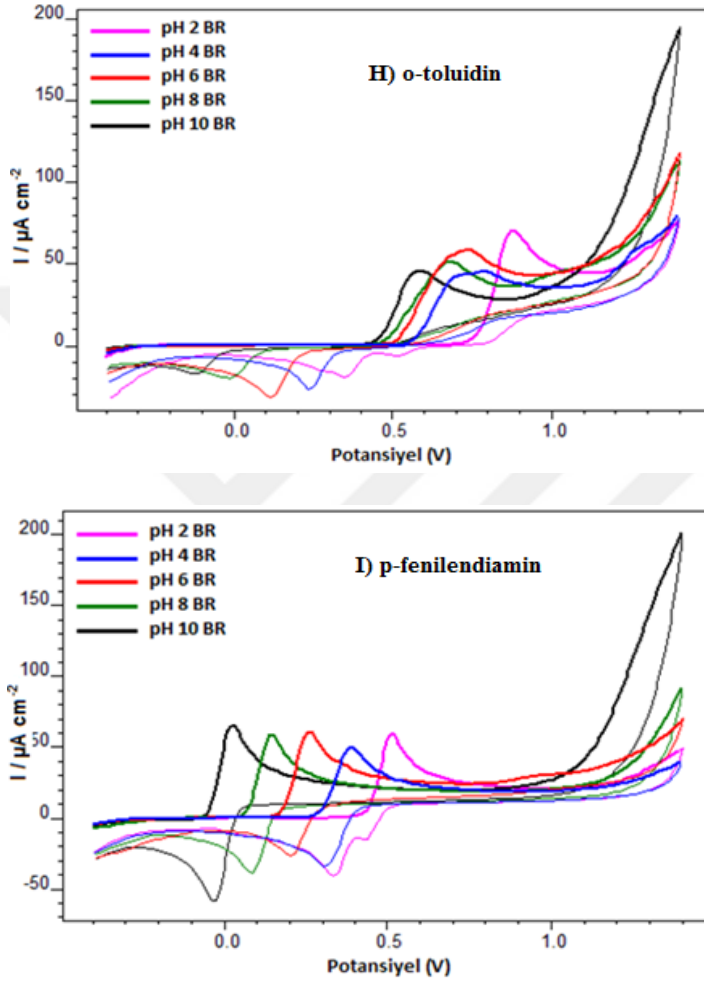 200
150
100
50
0
I / µA cm-2
pH 2 BR
pH 4 BR
pH 6 BR
pH 8 BR
pH 10 BR
H) o-toluidin
0.0
0.5
1.0
Potansiyel (V)
200
150
100
50
0
-50
I / µA cm-2
pH 2 BR
pH 4 BR
pH 6 BR
pH 8 BR
pH 10 BR
I) p-fenilendiamin
0.0
0.5
1.0
Potansiyel (V)